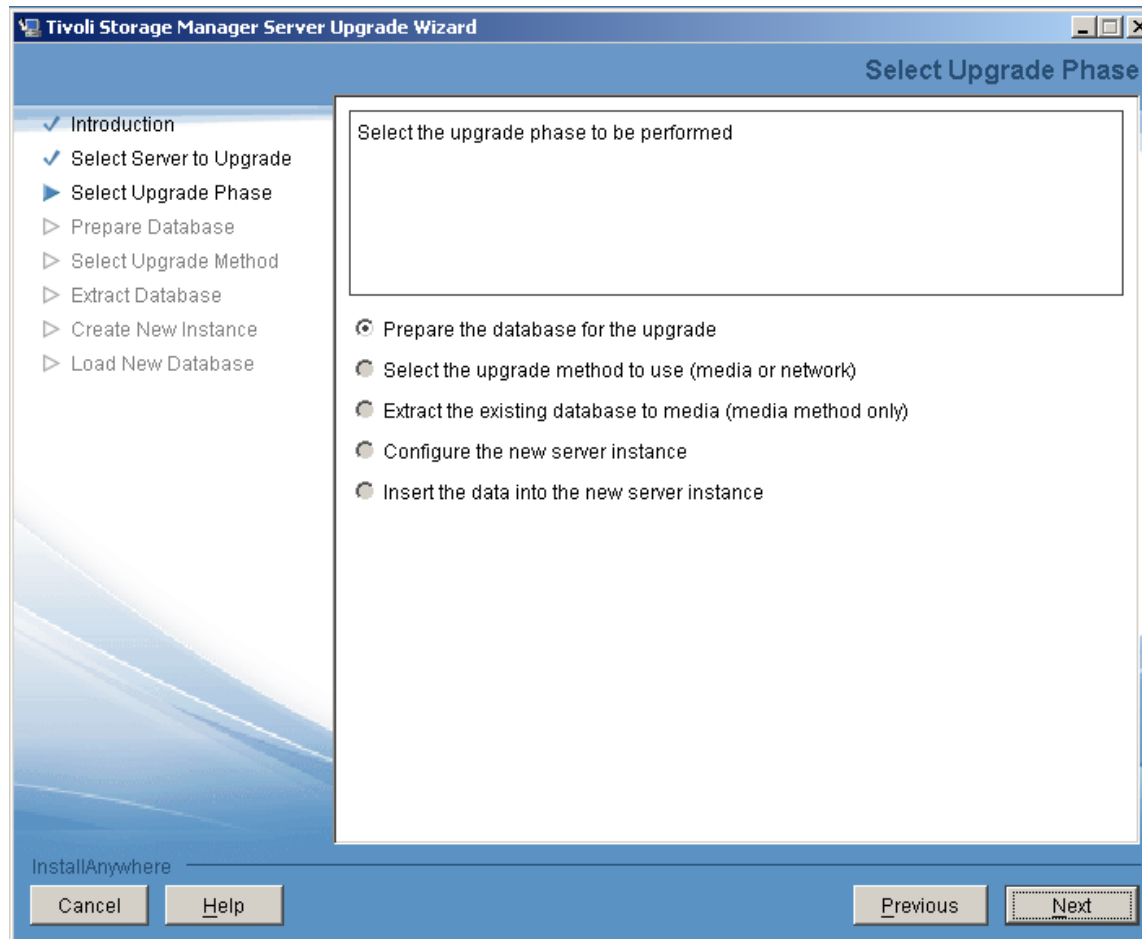 Tivoli Storage Manager Server Upgrade Wizard
Select Upgrade Phase
Introduction
Select Server to Upgrade
Select Upgrade Phase
Prepare Database
Select Upgrade Method
Extract Database
Create New Instance
Load New Database
Select the upgrade phase to be performed
Prepare the database for the upgrade
Select the upgrade method to use (media or network)
Extract the existing database to media (media method only)
Configure the new server instance
Insert the data into the new server instance
InstallAnywhere
Cancel
Help
Previous
Next